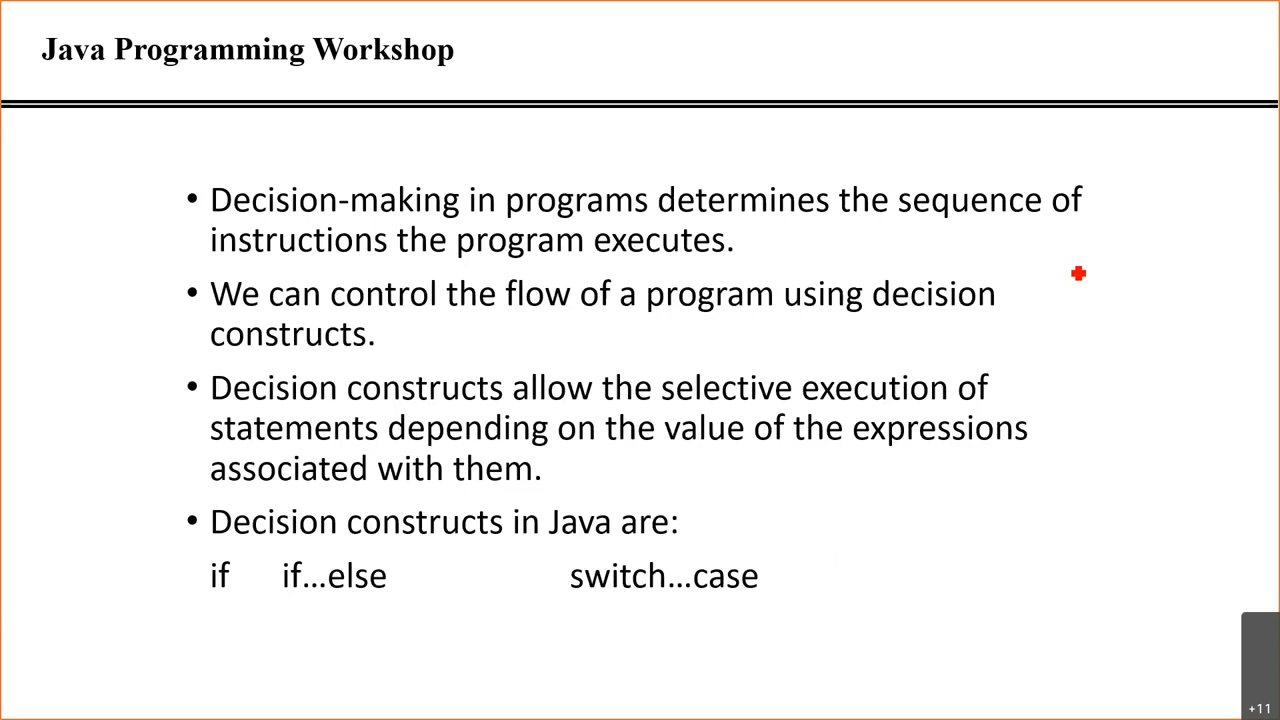 Java Programming Workshop
• Decision-making in programs determines the sequence of
instructions the program executes.
• We can control the flow of a program using decision
constructs.
• Decision constructs allow the selective execution of
statements depending on the value of the expressions
associated with them.
• Decision constructs in Java are:
if if...else switch...case
+11